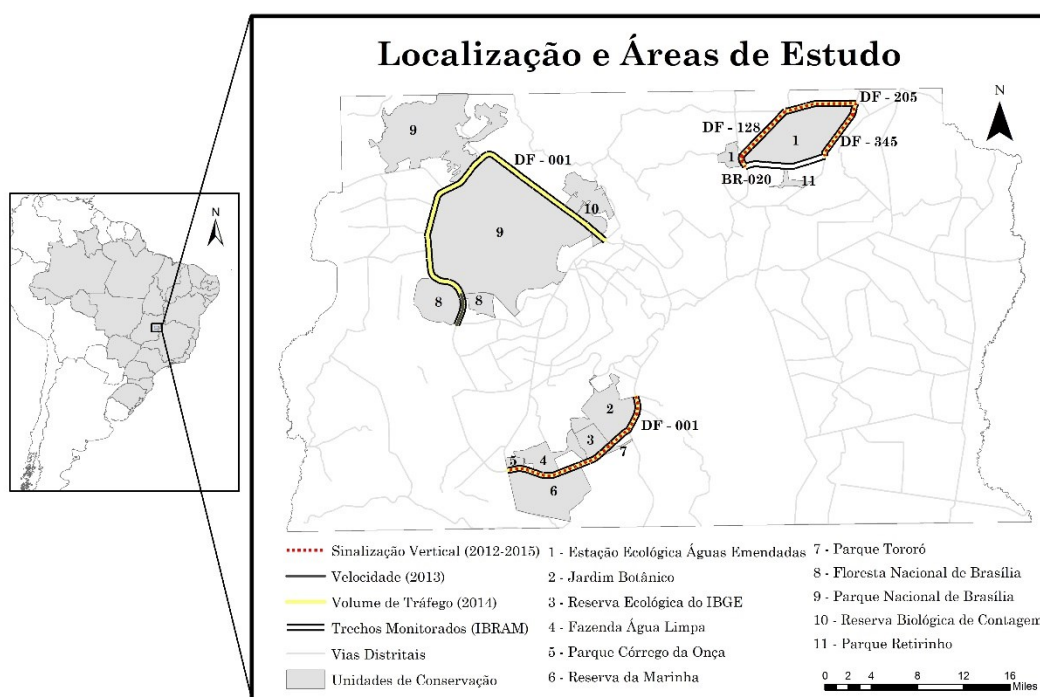 Localização e Áreas de Estudo
N
N
DF - 205
DF - 128
DF - 345
BR-020
DF - 001
DF - 001
9
1
1
11
10
9
8
8
2
3
7
4
5
6
Sinalização Vertical (2012-2015)
Velocidade (2013)
Volume de Tráfego (2014)
Trechos Monitorados (IBRAM)
Vias Distritais
Unidades de Conservação
1 - Estação Ecológica Águas Emendadas
2 - Jardim Botânico
3 - Reserva Ecológica do IBGE
4 - Fazenda Água Limpa
5 - Parque Córrego da Onça
6 - Reserva da Marinha
7 - Parque Tororó
8 - Floresta Nacional de Brasília
9 - Parque Nacional de Brasília
10 - Reserva Biológica de Contagem
11 - Parque Retirinho
0 2 4 8 12 16
Miles